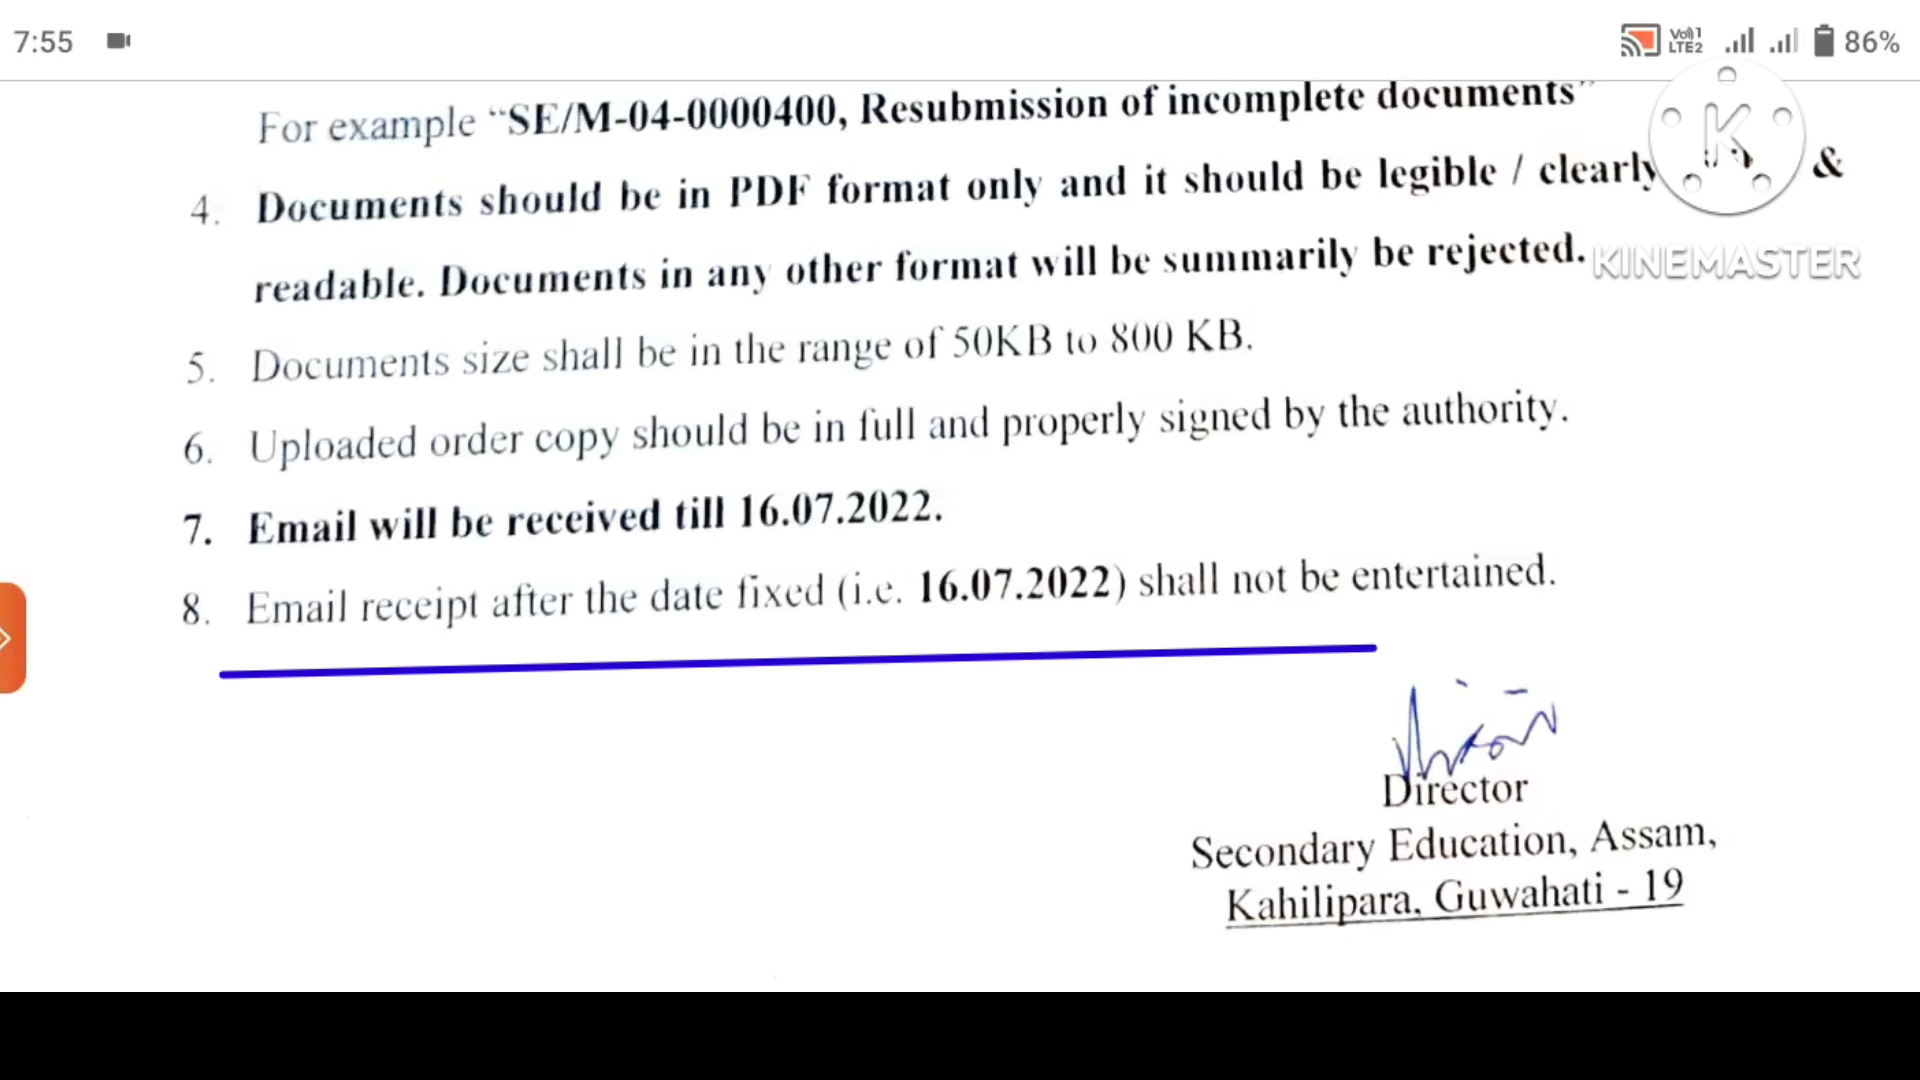 7:55
Vo)) 1
LTE2
86%
For example "SE/M-04-0000400, Resubmission of incomplete documents"
4. Documents should be in PDF format only and it should be legible / clearly &
readable. Documents in any other format will be summarily be rejected.
KINEMASTER
5. Documents size shall be in the range of 50KB to 800 KB.
6. Uploaded order copy should be in full and properly signed by the authority.
7. Email will be received till 16.07.2022.
8. Email receipt after the date fixed (i.e. 16.07.2022) shall not be entertained.
Director
Secondary Education, Assam,
Kahilipara, Guwahati - 19